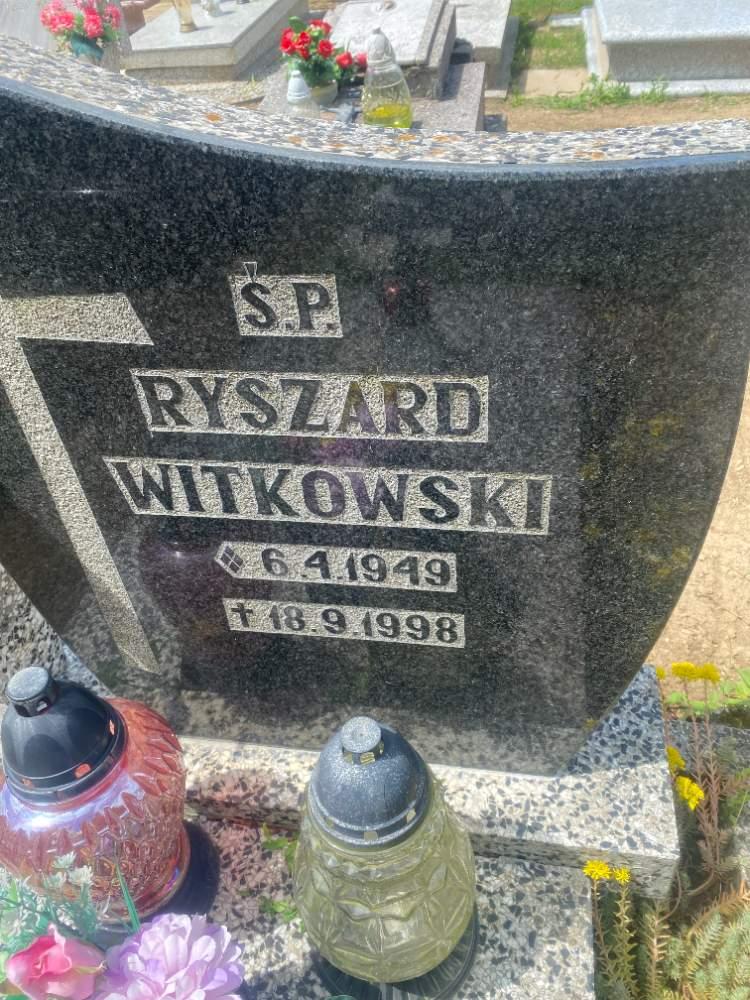 Ś.P.
RYSZARD
WITKOWSKI
6.4.1949
✝ 18.9.1998